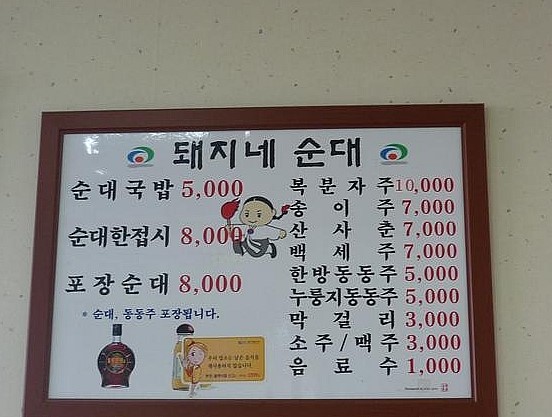 돼지네 순대
순대국밥 5,000
순대한접시 8,000
포장순대 8,000
* 순대, 동동주 포장됩니다.
복분자주 10,000
송이주 7,000
산사춘 7,000
백세주 7,000
한방동동주 5,000
누룽지동동주 5,000
막걸리 3,000
소주/맥주 3,000
음료수 1,000